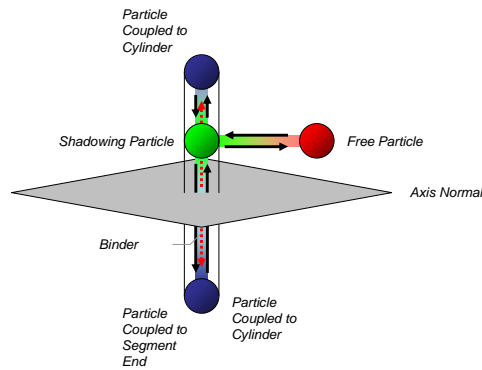 Particle
Coupled to
Cylinder
Shadowing Particle
Free Particle
Axis Normal
Binder
Particle
Coupled to
Segment
End
Particle
Coupled to
Cylinder